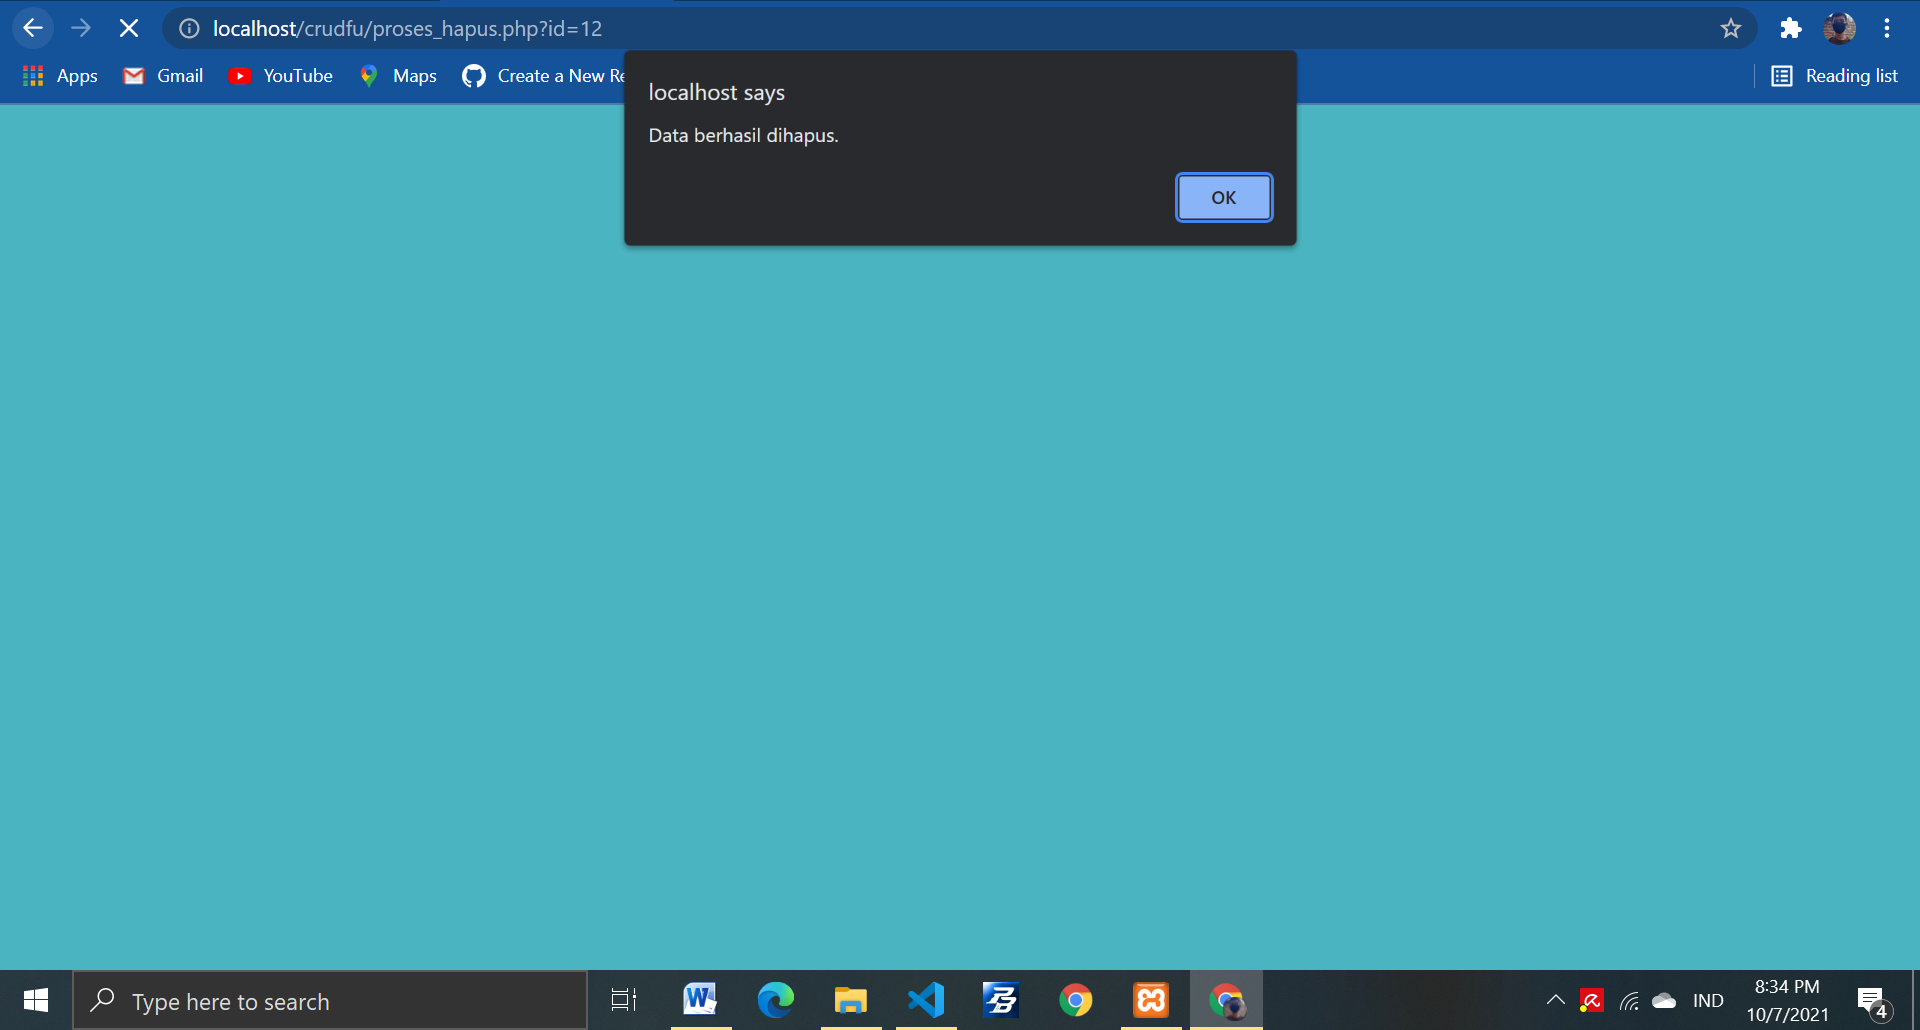 localhost/crudfu/proses_hapus.php?id=12
Apps Gmail YouTube Maps Create a New Re Reading list
localhost says
Data berhasil dihapus.
OK
Type here to search
IND
8:34 PM
10/7/2021
4